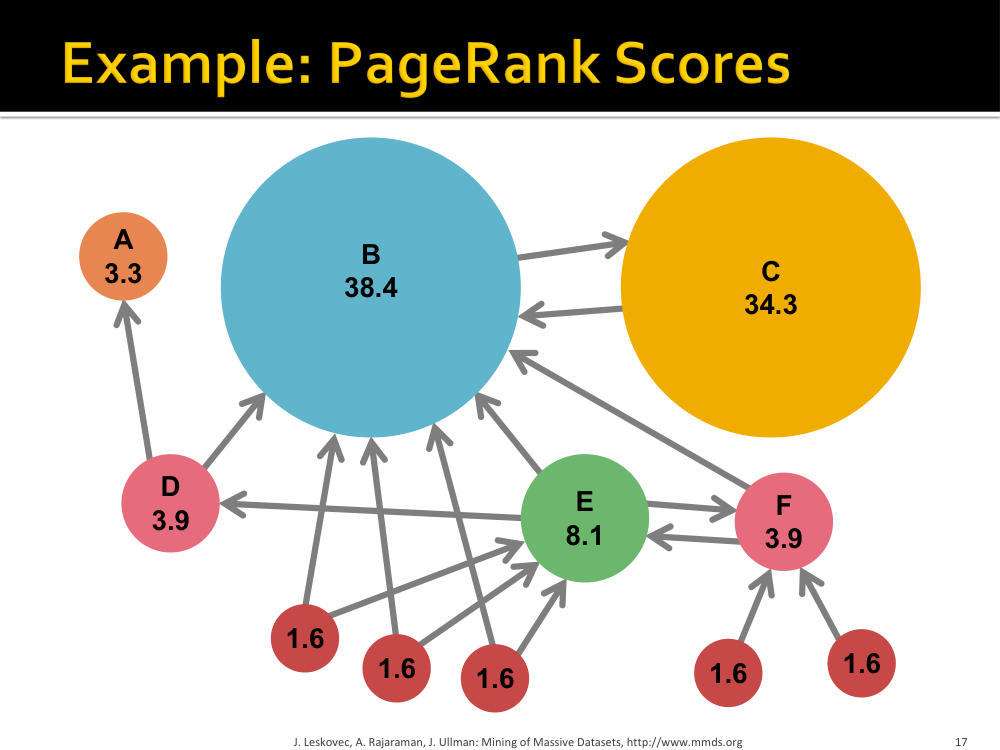 Example: PageRank Scores
A
3.3
B
38.4
C
34.3
D
3.9
E
8.1
F
3.9
1.6
1.6
1.6
1.6
1.6
J. Leskovec, A. Rajaraman, J. Ullman: Mining of Massive Datasets, http://www.mmds.org
17